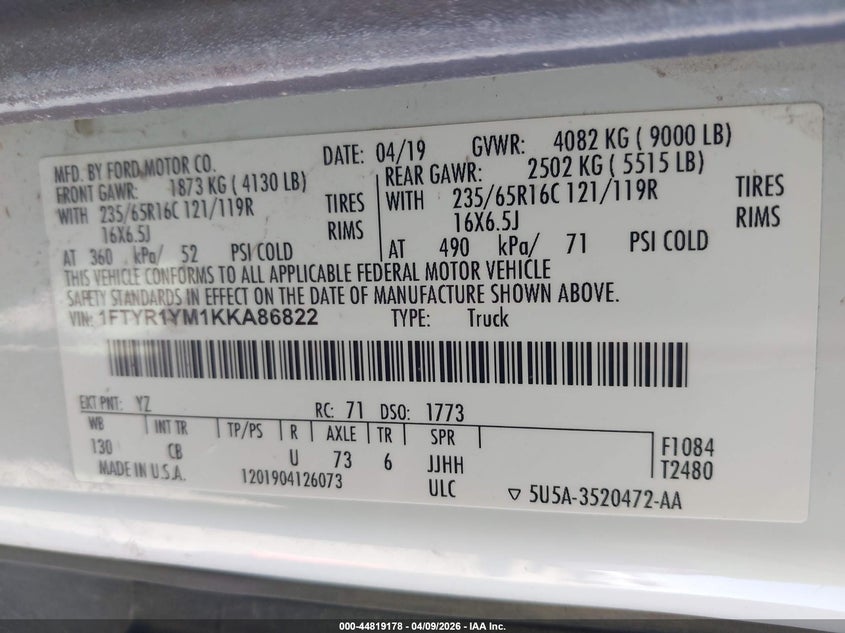 MFD. BY FORD MOTOR CO. DATE: 04/19 GVWR: 4082 KG ( 9000 LB)
FRONT GAWR: 1873 KG ( 4130 LB) REAR GAWR: 2502 KG ( 5515 LB)
WITH 235/65R16C 121/119R TIRES WITH 235/65R16C 121/119R TIRES
16X6.5J RIMS 16X6.5J RIMS
AT 360 kPa/ 52 PSI COLD AT 490 kPa/ 71 PSI COLD
THIS VEHICLE CONFORMS TO ALL APPLICABLE FEDERAL MOTOR VEHICLE
SAFETY STANDARDS IN EFFECT ON THE DATE OF MANUFACTURE SHOWN ABOVE.
VIN: 1FTYR1YM1KKA86822 TYPE: Truck
EXT PNT: YZ RC: 71 DSO: 1773
WB INT TR TP/PS R AXLE TR SPR F1084
130 CB U 73 6 JJHH T2480
MADE IN U.S.A. 1201904126073 ULC ▽ 5U5A-3520472-AA
000-44819178 - 04/09/2026 - IAA Inc.